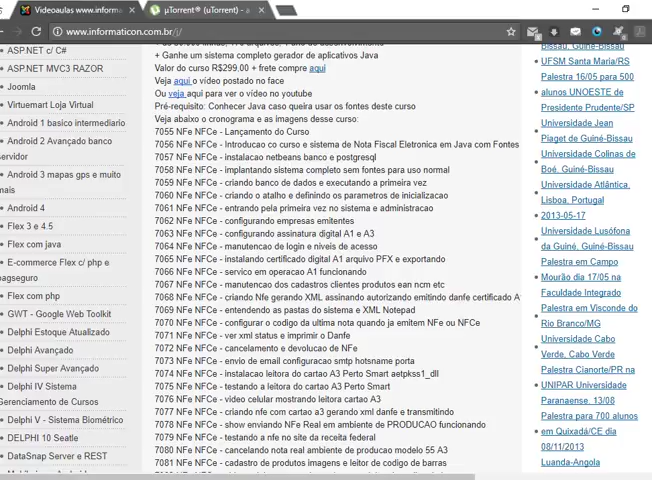 Videoaulas www.informat
µTorrent® (uTorrent) - a
www.informaticon.com.br/j/
ASP.NET c/ C#
ASP.NET MVC3 RAZOR
Joomla
Virtuemart Loja Virtual
Android 1 basico intermediario
Android 2 Avançado banco
servidor
Android 3 mapas gps e muito
mais
Android 4
Flex 3 e 4.5
Flex com java
E-commerce Flex c/ php e
pagseguro
Flex com php
GWT - Google Web Toolkit
Delphi Estoque Atualizado
Delphi Avançado
Delphi Super Avançado
Delphi IV Sistema
Gerenciamento de Cursos
Delphi V - Sistema Biométrico
DELPHI 10 Seatle
DataSnap Server e REST
+ Ganhe um sistema completo gerador de aplicativos Java
Valor do curso R$299,00 + frete compre aqui
Veja aqui o vídeo postado no face
Ou veja aqui para ver o vídeo no youtube
Pré-requisito: Conhecer Java caso queira usar os fontes deste curso
Veja abaixo o cronograma e as imagens desse curso:
7055 NFe NFCe - Lançamento do Curso
7056 NFe NFCe - Introducao co curso e sistema de Nota Fiscal Eletronica em Java com Fontes
7057 NFe NFCe - instalacao netbeans banco e postgresql
7058 NFe NFCe - implantando sistema completo sem fontes para uso normal
7059 NFe NFCe - criando banco de dados e executando a primeira vez
7060 NFe NFCe - criando o atalho e definindo os parametros de inicializacao
7061 NFe NFCe - entrando pela primeira vez no sistema e administracao
7062 NFe NFCe - configurando empresas emitentes
7063 NFe NFCe - configurando assinatura digital A1 e A3
7064 NFe NFCe - manutencao de login e niveis de acesso
7065 NFe NFCe - instalando certificado digital A1 arquivo PFX e exportando
7066 NFe NFCe - servico em operacao A1 funcionando
7067 NFe NFCe - manutencao dos cadastros clientes produtos ean ncm etc
7068 NFe NFCe - criando Nfe gerando XML assinando autorizando emitindo danfe certificado A
7069 NFe NFCe - entendendo as pastas do sistema e XML Notepad
7070 NFe NFCe - configurar o codigo da ultima nota quando ja emitem NFe ou NFCe
7071 NFe NFCe - ver xml status e imprimir o Danfe
7072 NFe NFCe - cancelamento e devolucao de NFe
7073 NFe NFCe - envio de email configuracao smtp hotsname porta
7074 NFe NFCe - instalacao leitora do cartao A3 Perto Smart aetpkss1_dll
7075 NFe NFCe - testando a leitora do cartao A3 Perto Smart
7076 NFe NFCe - video celular mostrando leitora cartao A3
7077 NFe NFCe - criando nfe com cartao a3 gerando xml danfe e transmitindo
7078 NFe NFCe - show enviando NFe Real em ambiente de PRODUCAO funcionando
7079 NFe NFCe - testando a nfe no site da receita federal
7080 NFe NFCe - cancelando nota real ambiente de producao modelo 55 A3
7081 NFe NFCe - cadastro de produtos imagens e leitor de codigo de barras
Guiné-Bissau
UFSM Santa Maria/RS
Palestra 16/05 para 500
alunos UNOESTE de
Presidente Prudente/SP
Universidade Jean
Piaget de Guiné-Bissau
Universidade Colinas de
Boé, Guiné-Bissau
Universidade Atlântica,
Lisboa, Portugal
2013-05-17
Universidade Lusófona
da Guiné, Guiné-Bissau
Palestra em Campo
Mourão dia 17/05 na
Faculdade Integrado
Palestra em Visconde do
Rio Branco/MG
Universidade Cabo
Verde, Cabo Verde
Palestra Cianorte/PR na
UNIPAR Universidade
Paranaense, 13/08
Palestra para 700 alunos
em Quixadá/CE dia
08/11/2013
Luanda-Angola